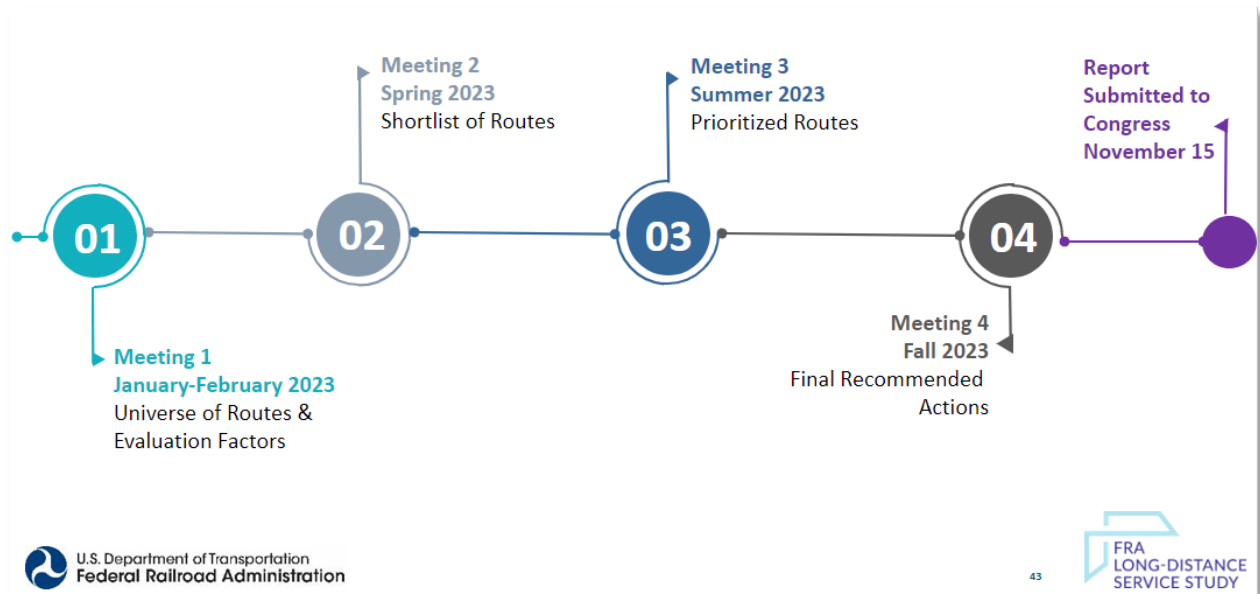 01
Meeting 1
January-February 2023
Universe of Routes &
Evaluation Factors
02
Meeting 2
Spring 2023
Shortlist of Routes
03
Meeting 3
Summer 2023
Prioritized Routes
04
Meeting 4
Fall 2023
Final Recommended
Actions
Report
Submitted to
Congress
November 15
U.S. Department of Transportation
Federal Railroad Administration
43
FRA
LONG-DISTANCE
SERVICE STUDY